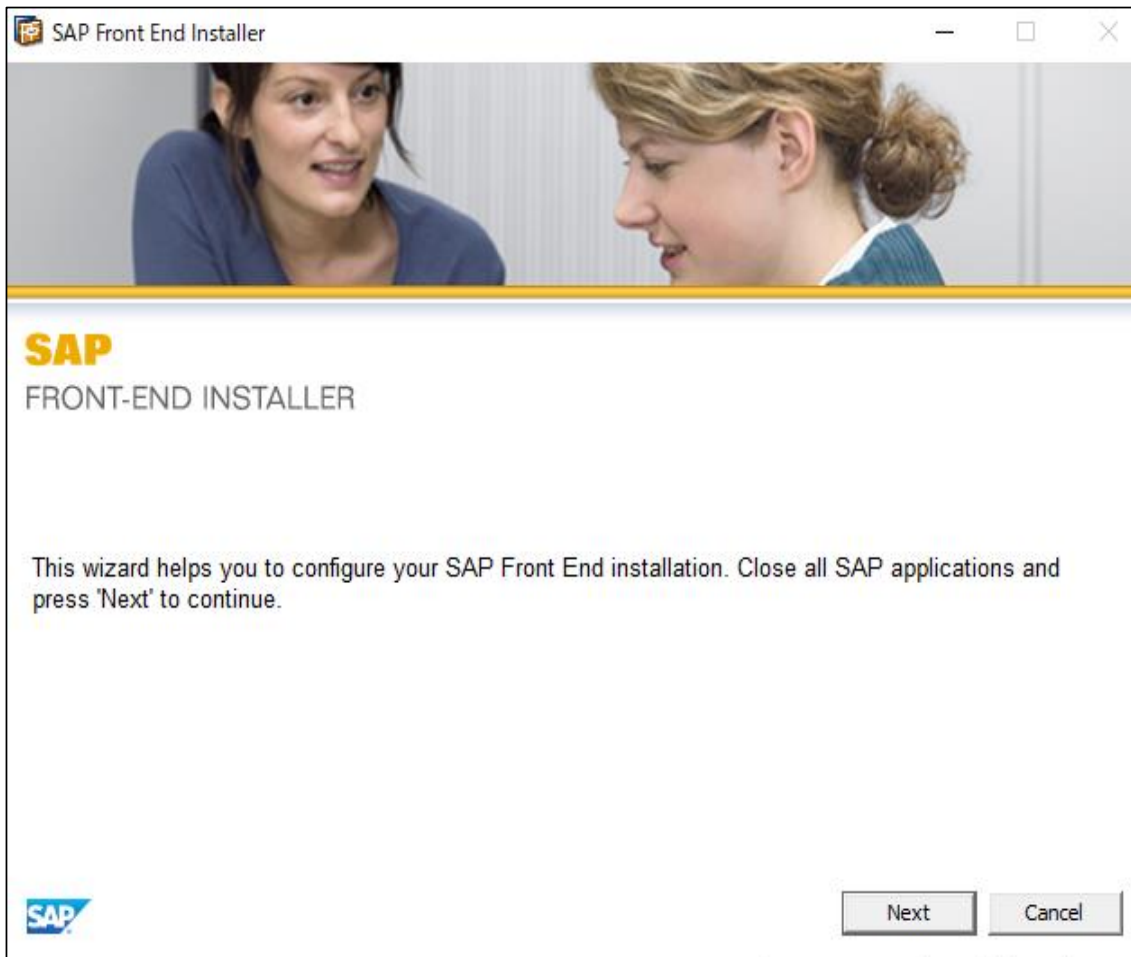 SAP Front End Installer
SAP
FRONT-END INSTALLER
This wizard helps you to configure your SAP Front End installation. Close all SAP applications and
press 'Next' to continue.
SAP
Next
Cancel